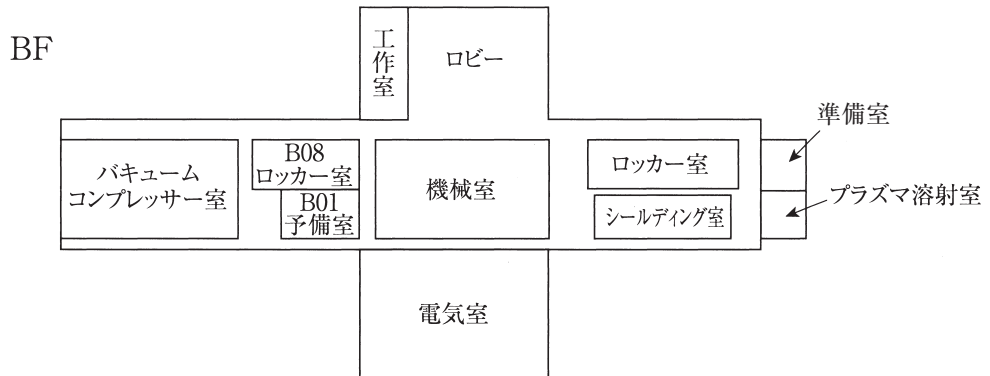 BF
工作室
ロビー
準備室
バキューム
コンプレッサー室
B08
ロッカー室
B01
予備室
機械室
ロッカー室
シールディング室
プラズマ溶射室
電気室